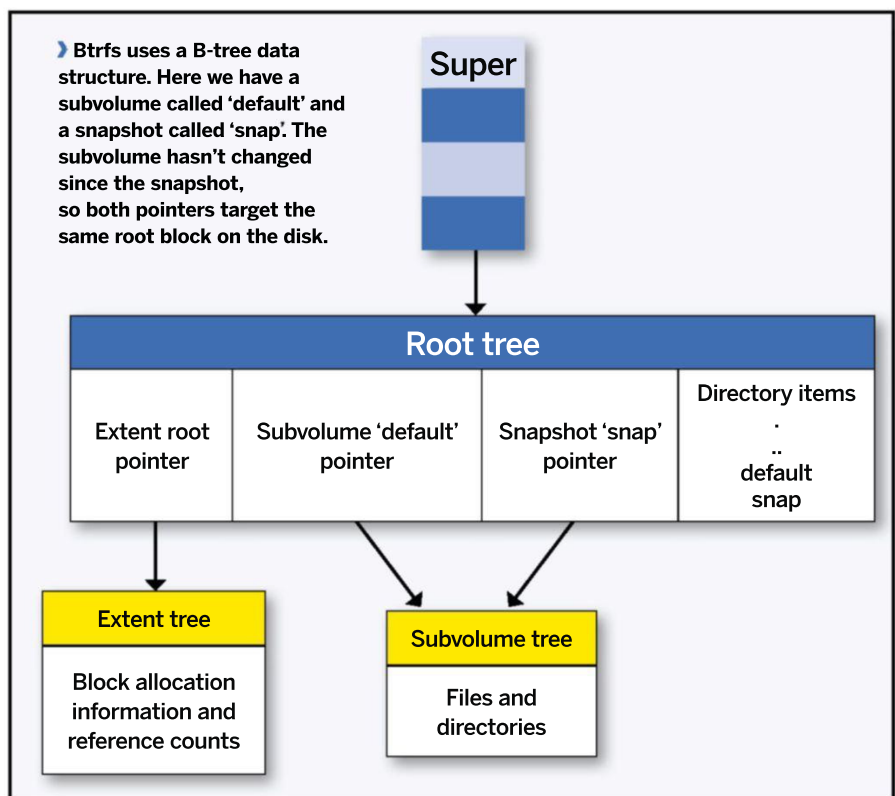 ❯ Btrfs uses a B-tree data
structure. Here we have a
subvolume called ‘default’ and
a snapshot called ‘snap’. The
subvolume hasn’t changed
since the snapshot,
so both pointers target the
same root block on the disk.
Super
Root tree
Extent root
pointer
Subvolume ‘default’
pointer
Snapshot ‘snap’
pointer
Directory items
.
..
default
snap
Extent tree
Block allocation
information and
reference counts
Subvolume tree
Files and
directories